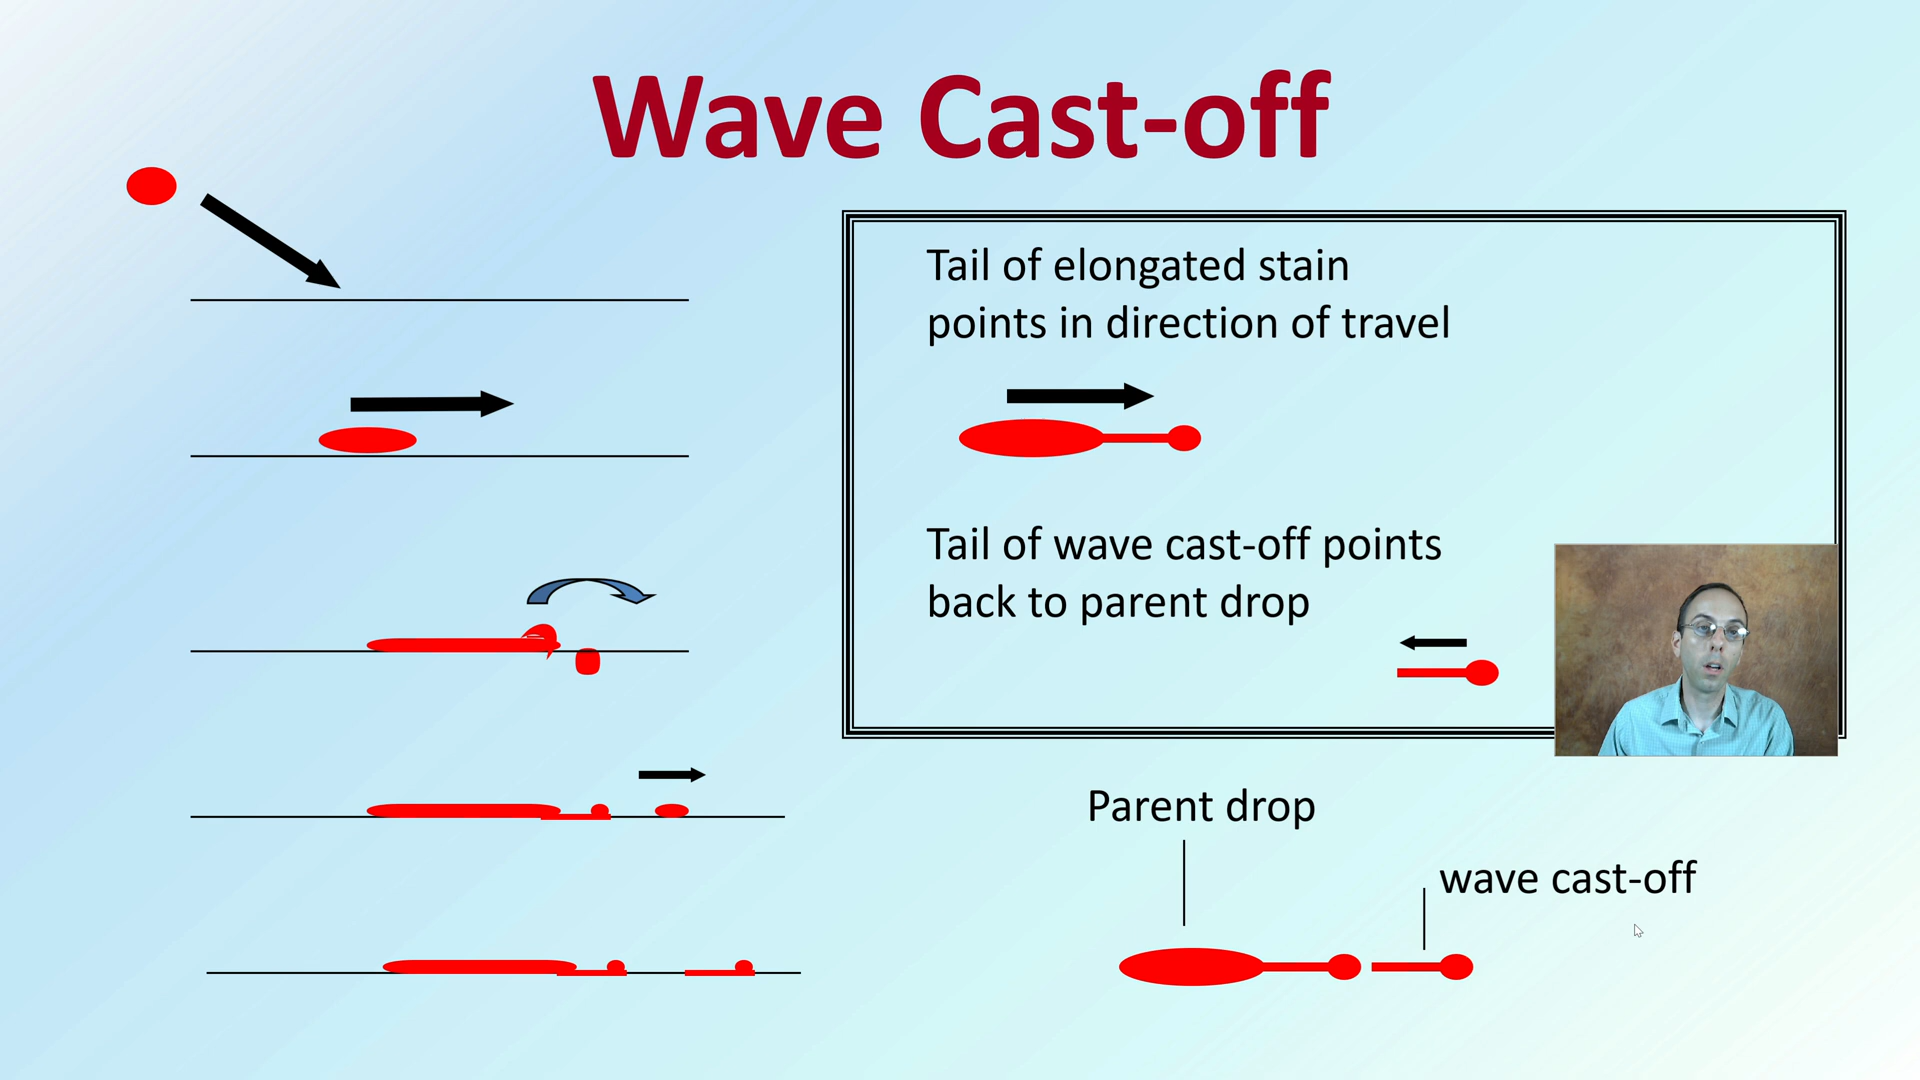 Wave Cast-off
Tail of elongated stain
points in direction of travel
Tail of wave cast-off points
back to parent drop
Parent drop
wave cast-off